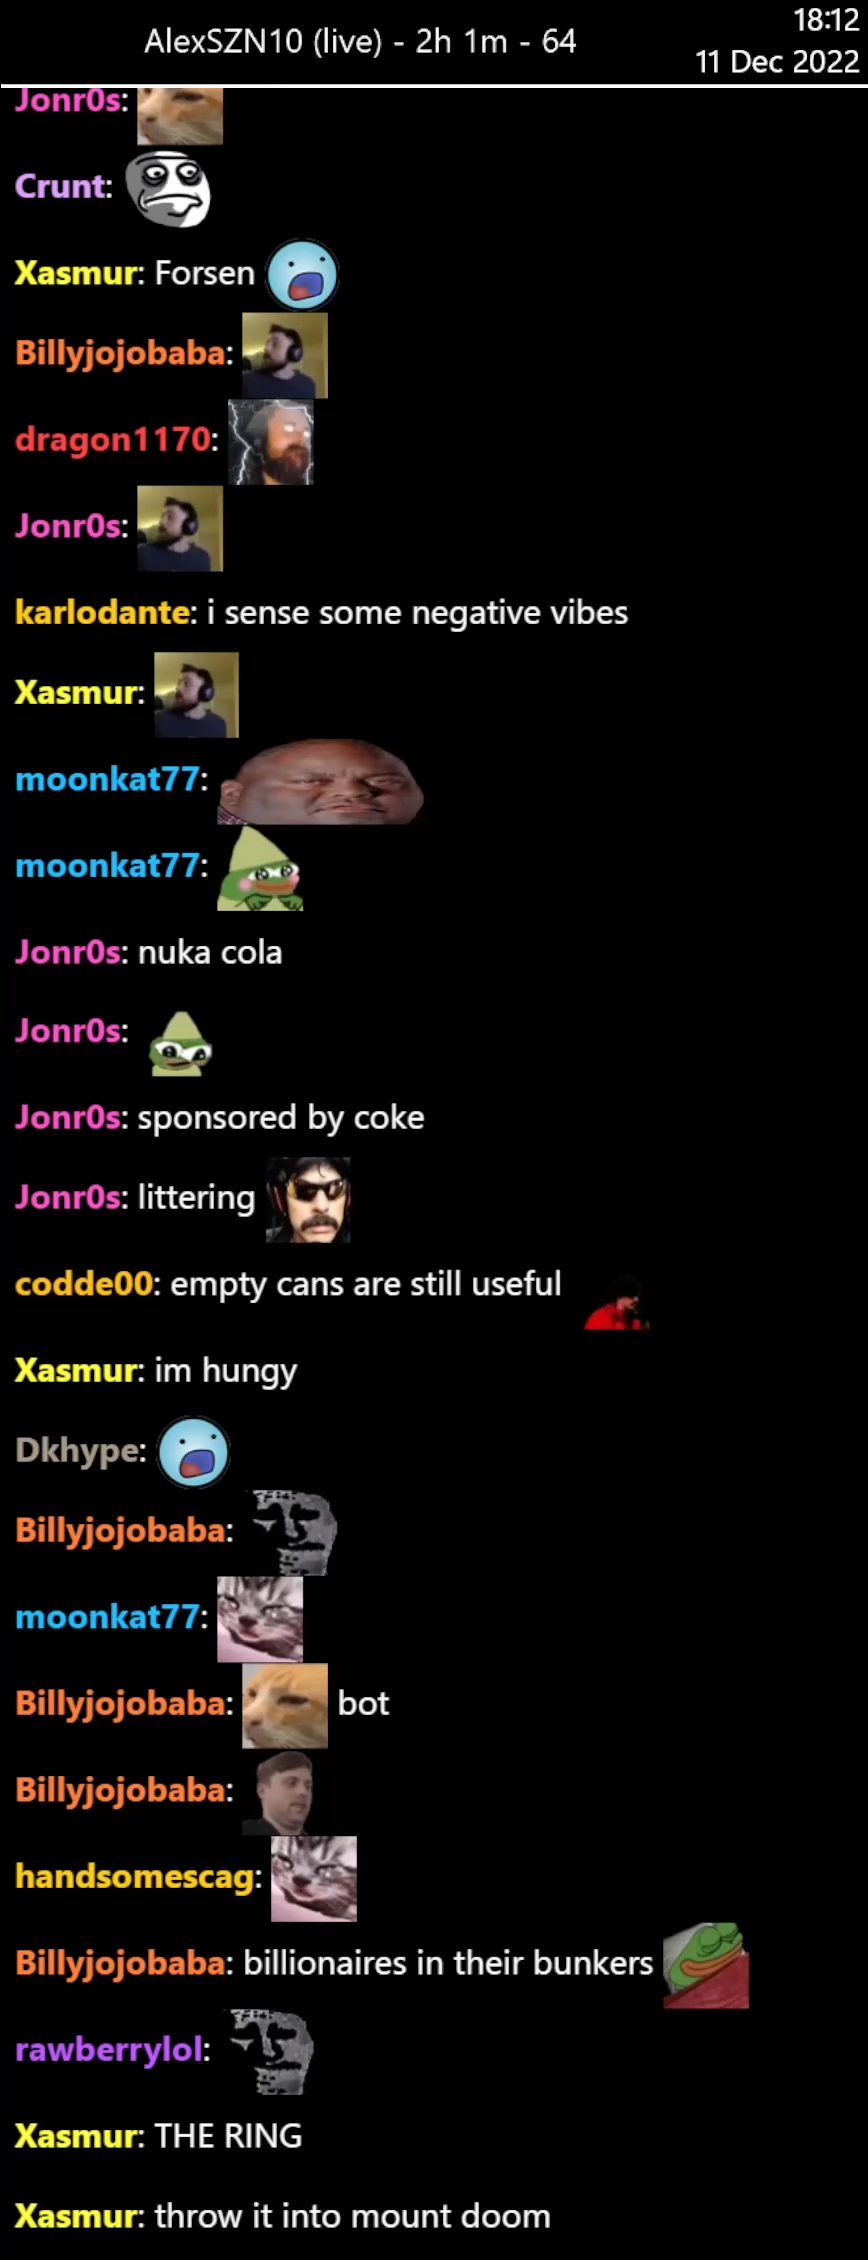 AlexSZN10 (live) - 2h 1m - 64
18:12
11 Dec 2022
Jonr0s:
Crunt:
Xasmur: Forsen
Billyjojobaba:
dragon1170:
Jonr0s:
karlodante: i sense some negative vibes
Xasmur:
moonkat77:
moonkat77:
Jonr0s: nuka cola
Jonr0s:
Jonr0s: sponsored by coke
Jonr0s: littering
codde00: empty cans are still useful
Xasmur: im hungy
Dkhype:
Billyjojobaba:
moonkat77:
Billyjojobaba: bot
Billyjojobaba:
handsomescag:
Billyjojobaba: billionaires in their bunkers
rawberrylol:
Xasmur: THE RING
Xasmur: throw it into mount doom